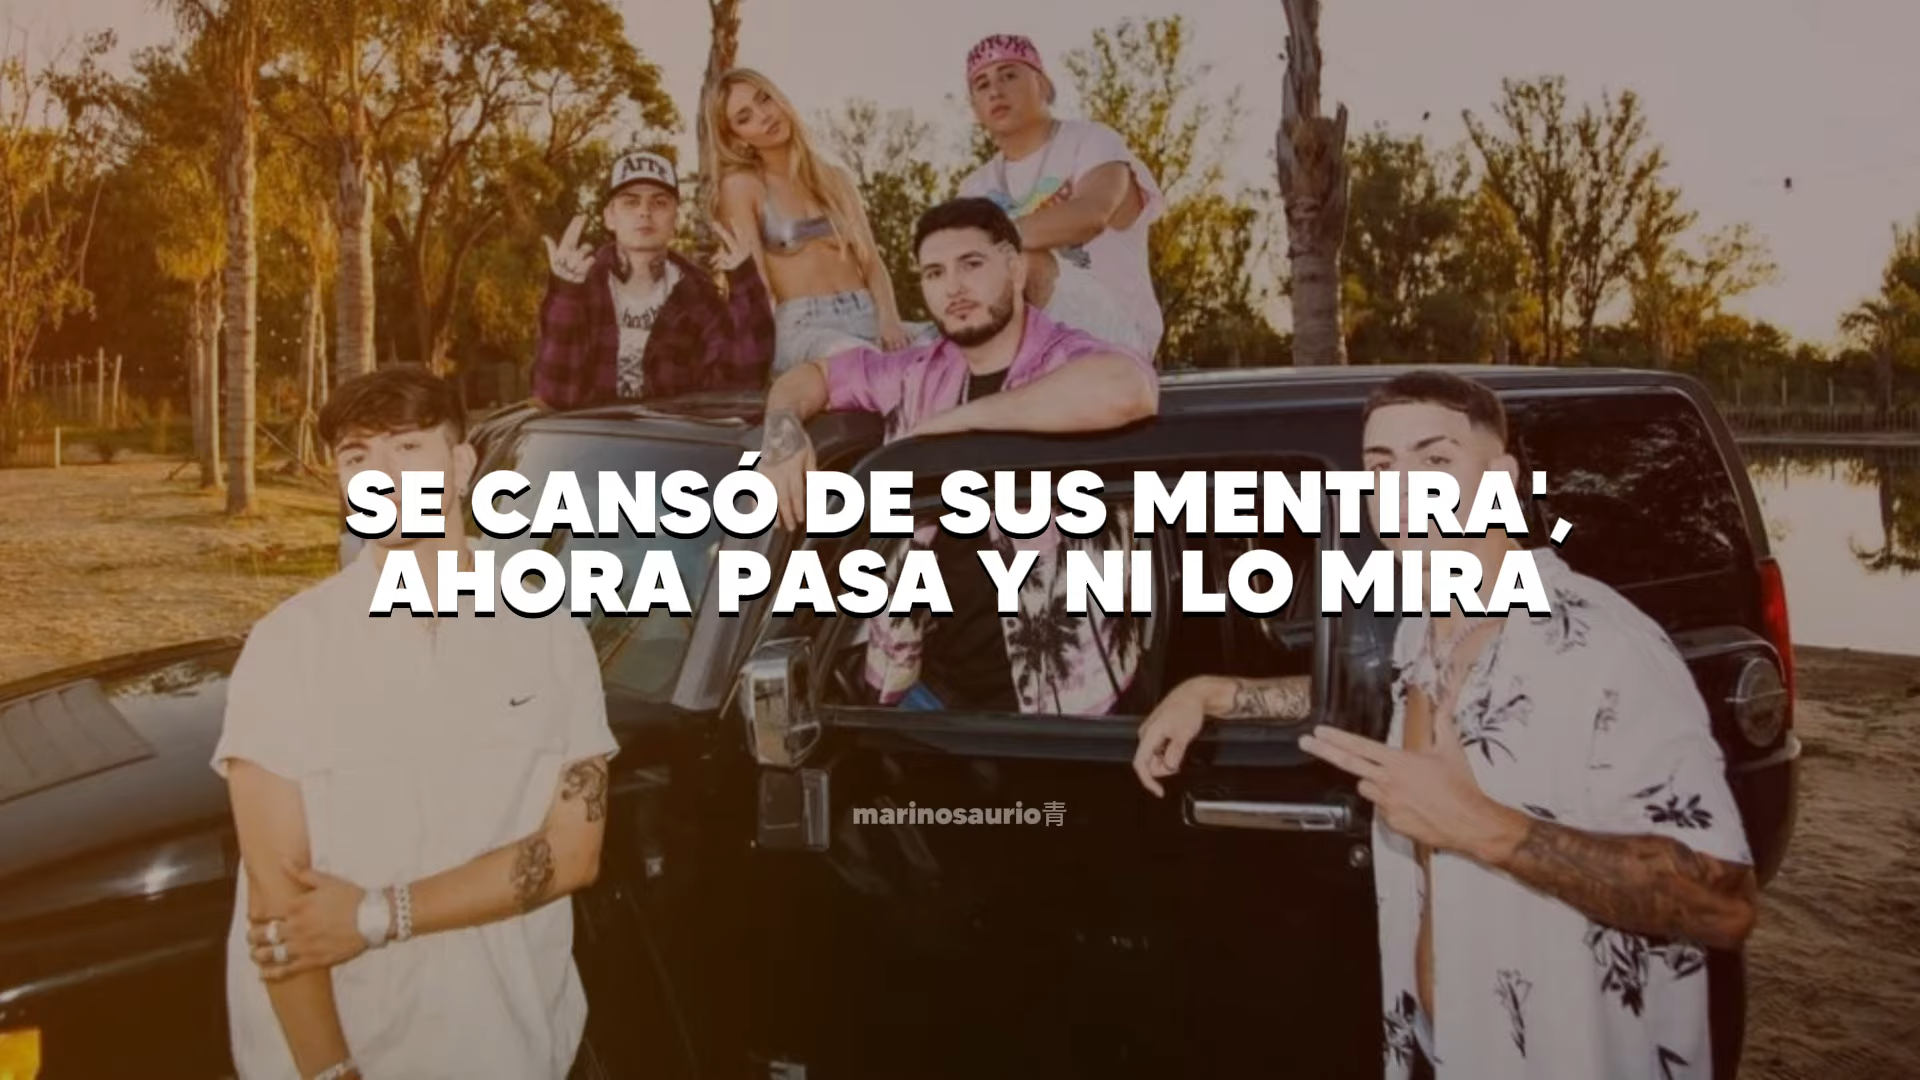 Arre
SE CANSÓ DE SUS MENTIRA',
AHORA PASA Y NI LO MIRA
marinosaurio青